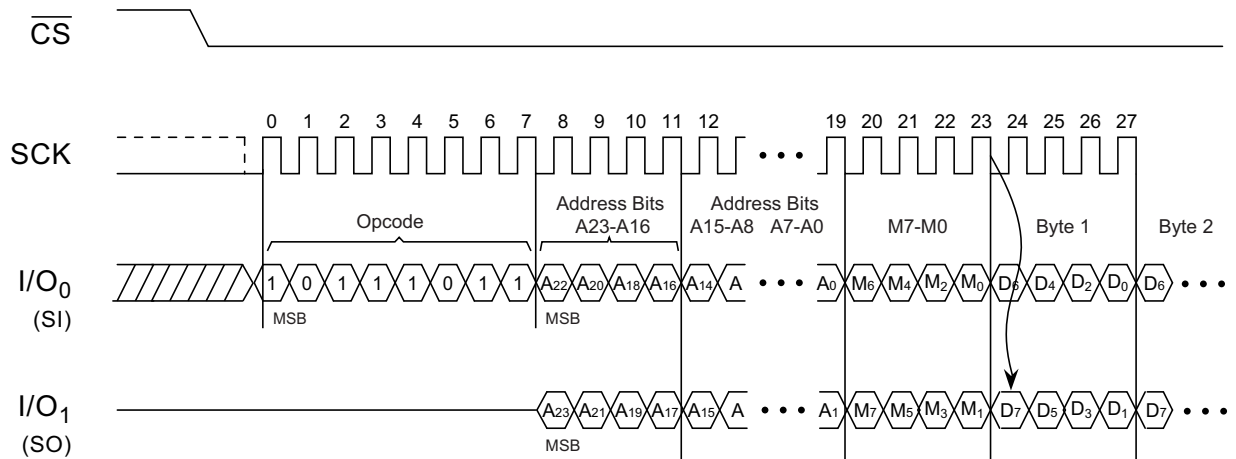 CS
0 1 2 3 4 5 6 7 8 9 10 11 12 19 20 21 22 23 24 25 26 27
SCK • • •
Opcode
Address Bits
A23-A16
Address Bits
A15-A8 A7-A0
M7-M0
Byte 1
Byte 2
I/O0
(SI)
1 0 1 1 1 0 1 1 A22 A20 A18 A16 A14 A • • • A0 M6 M4 M2 M0 D6 D4 D2 D0 D6 • • •
MSB
MSB
I/O1
(SO)
A23 A21 A19 A17 A15 A • • • A1 M7 M5 M3 M1 D7 D5 D3 D1 D7 • • •
MSB